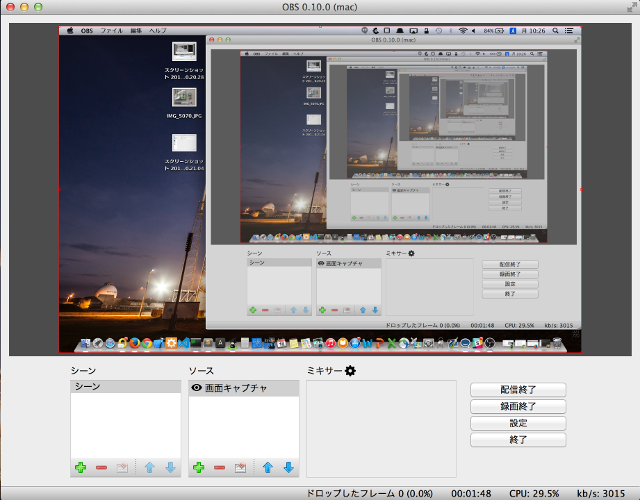 OBS 0.10.0 (mac)
OBS ファイル 編集 ヘルプ
84%
月 10:26
OBS 0.10.0 (mac)
スクリーンショッ
ト 201....0.20.23
IMG_5070.JPG
スクリーンショッ
ト 201....0.21.04
シーン
ソース
ミキサー
シーン
画面キャプチャ
配信終了
録画終了
設定
終了
ドロップしたフレーム 0 (0.0%)
00:01:48
CPU: 29.5%
kb/s: 3015
シーン
ソース
ミキサー
シーン
画面キャプチャ
配信終了
録画終了
設定
終了
ドロップしたフレーム 0 (0.0%)
00:01:48
CPU: 29.5%
kb/s: 3015